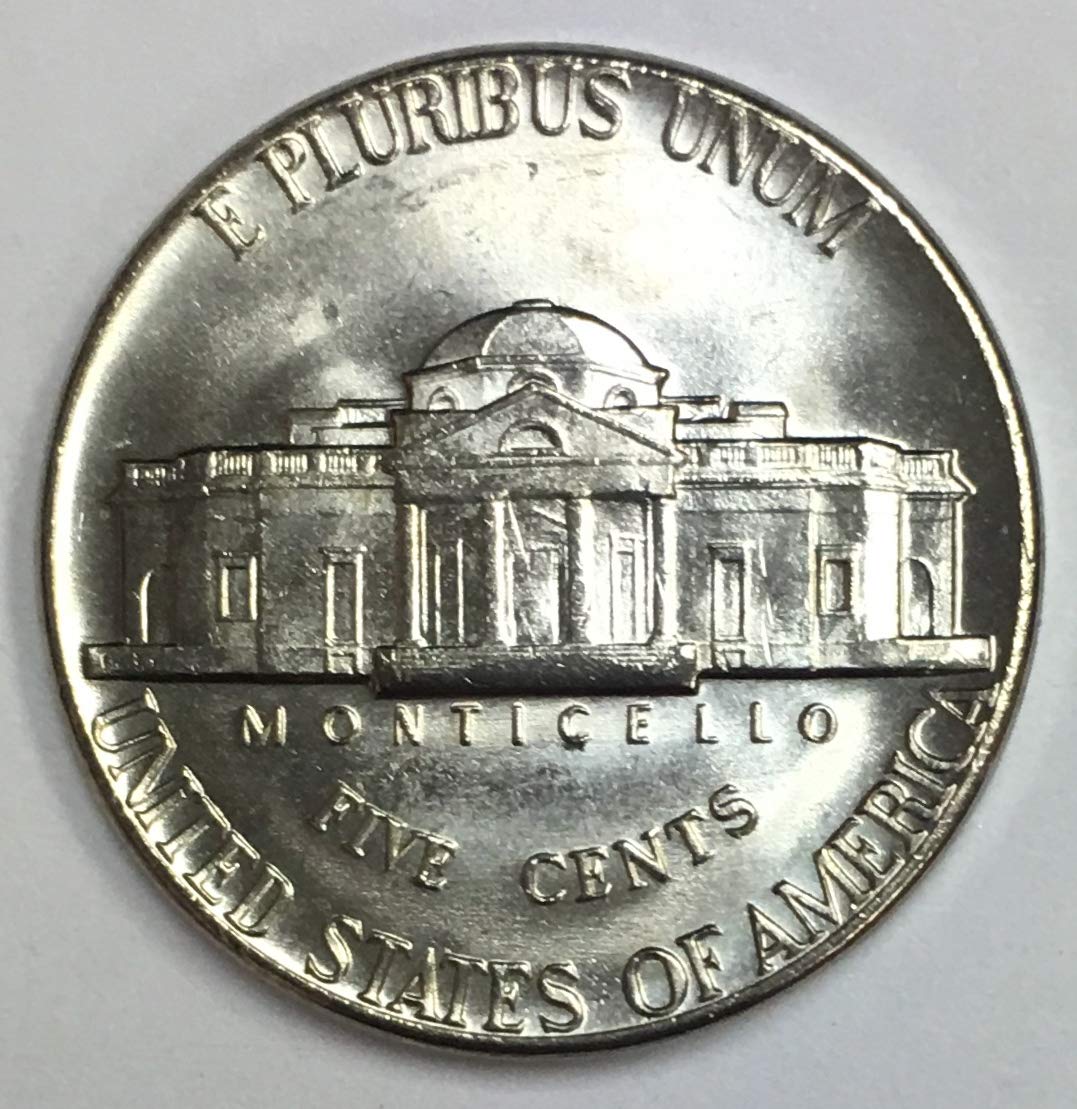 E PLURIBUS UNUM
MONTICELLO
FIVE CENTS
UNITED STATES OF AMERICA